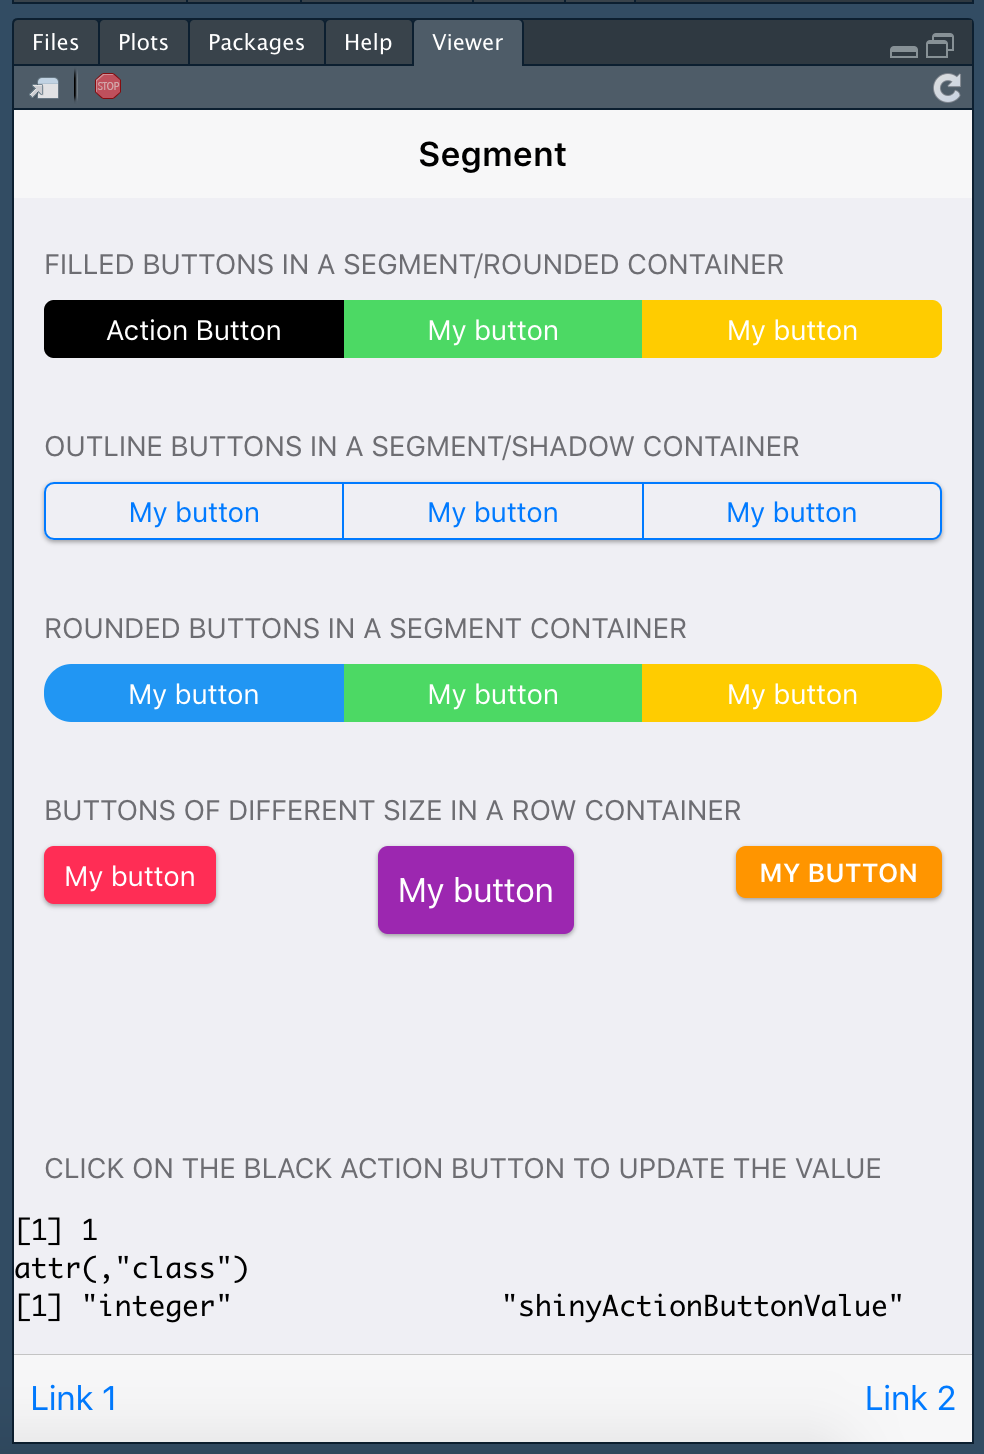 Files Plots Packages Help Viewer
STOP
Segment
FILLED BUTTONS IN A SEGMENT/ROUNDED CONTAINER
Action Button My button My button
OUTLINE BUTTONS IN A SEGMENT/SHADOW CONTAINER
My button My button My button
ROUNDED BUTTONS IN A SEGMENT CONTAINER
My button My button My button
BUTTONS OF DIFFERENT SIZE IN A ROW CONTAINER
My button My button MY BUTTON
CLICK ON THE BLACK ACTION BUTTON TO UPDATE THE VALUE
[1] 1
attr(,"class")
[1] "integer" "shinyActionButtonValue"
Link 1 Link 2